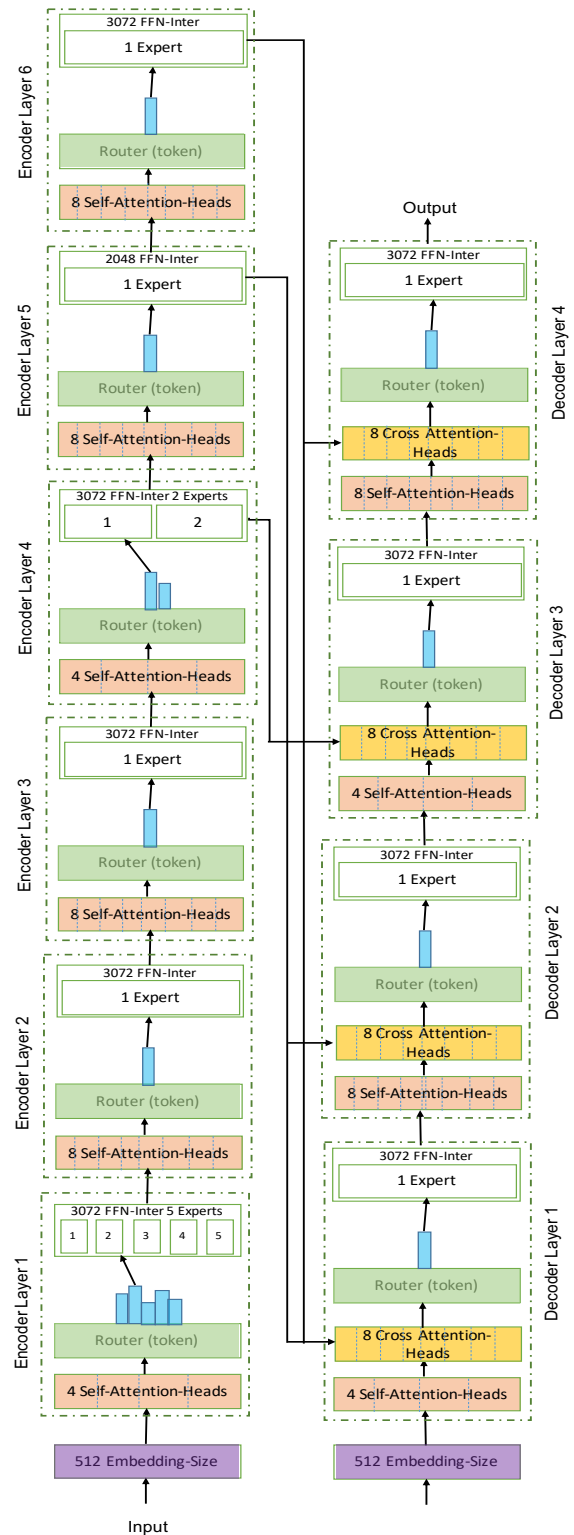 3072 FFN-Inter
1 Expert
Router (token)
8 Self-Attention-Heads
Encoder Layer 6
2048 FFN-Inter
1 Expert
Router (token)
8 Self-Attention-Heads
Encoder Layer 5
3072 FFN-Inter 2 Experts
1 2
Router (token)
4 Self-Attention-Heads
Encoder Layer 4
3072 FFN-Inter
1 Expert
Router (token)
8 Self-Attention-Heads
Encoder Layer 3
3072 FFN-Inter
1 Expert
Router (token)
8 Self-Attention-Heads
Encoder Layer 2
3072 FFN-Inter 5 Experts
1 2 3 4 5
Router (token)
4 Self-Attention-Heads
Encoder Layer 1
512 Embedding-Size
Input
Output
3072 FFN-Inter
1 Expert
Router (token)
8 Cross Attention-
Heads
8 Self-Attention-Heads
Decoder Layer 4
3072 FFN-Inter
1 Expert
Router (token)
8 Cross Attention-
Heads
4 Self-Attention-Heads
Decoder Layer 3
3072 FFN-Inter
1 Expert
Router (token)
8 Cross Attention-
Heads
8 Self-Attention-Heads
Decoder Layer 2
3072 FFN-Inter
1 Expert
Router (token)
8 Cross Attention-
Heads
4 Self-Attention-Heads
Decoder Layer 1
512 Embedding-Size